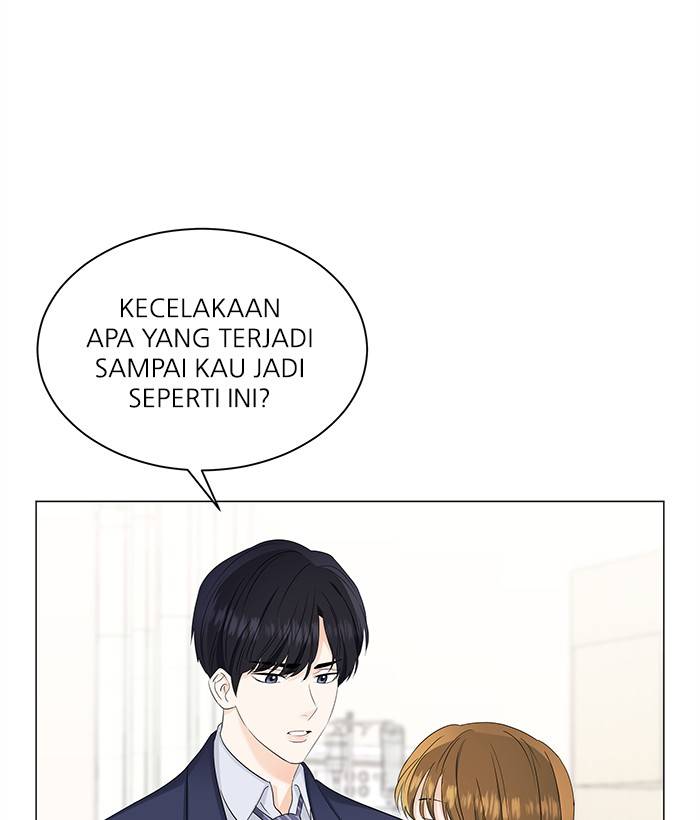 KECELAKAAN
APA YANG TERJADI
SAMPAI KAU JADI
SEPERTI INI?